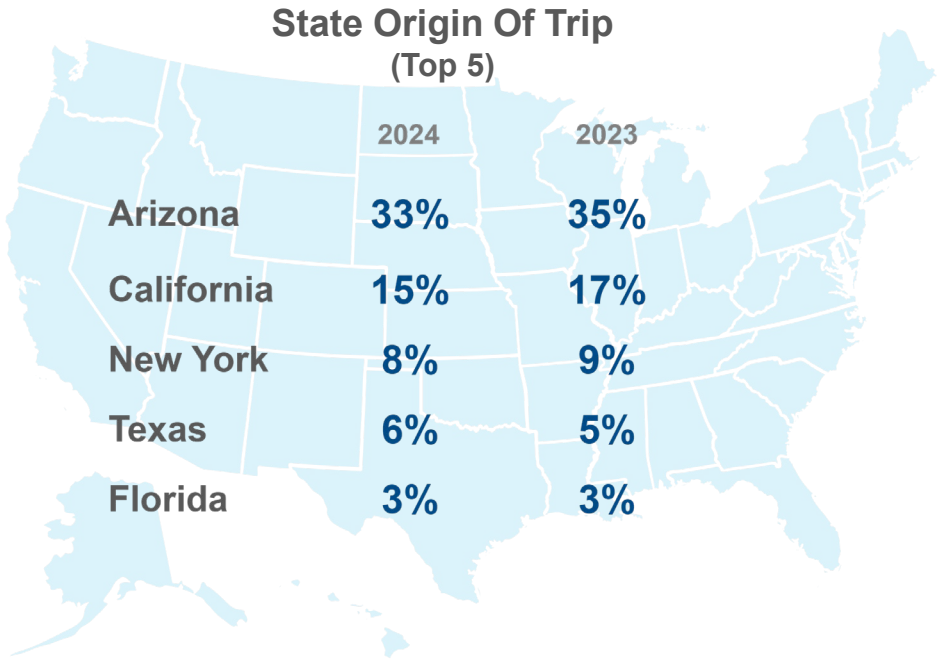 State Origin Of Trip
(Top 5)
2024 2023
Arizona 33% 35%
California 15% 17%
New York 8% 9%
Texas 6% 5%
Florida 3% 3%